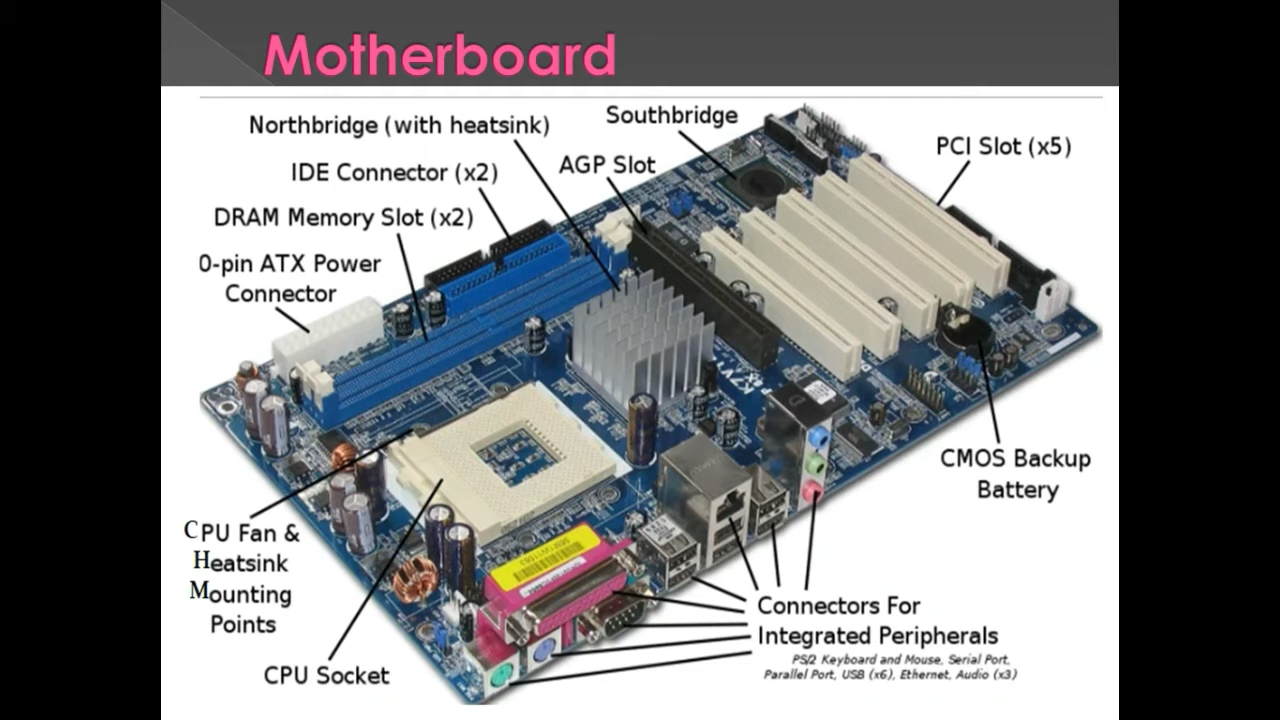 Motherboard
Southbridge
Northbridge (with heatsink)
PCI Slot (x5)
AGP Slot
IDE Connector (x2)
DRAM Memory Slot (x2)
0-pin ATX Power
Connector
CMOS Backup
Battery
CPU Fan &
Heatsink
Mounting
Points
CPU Socket
Connectors For
Integrated Peripherals
PS/2 Keyboard and Mouse, Serial Port,
Parallel Port, USB (x6), Ethernet, Audio (x3)